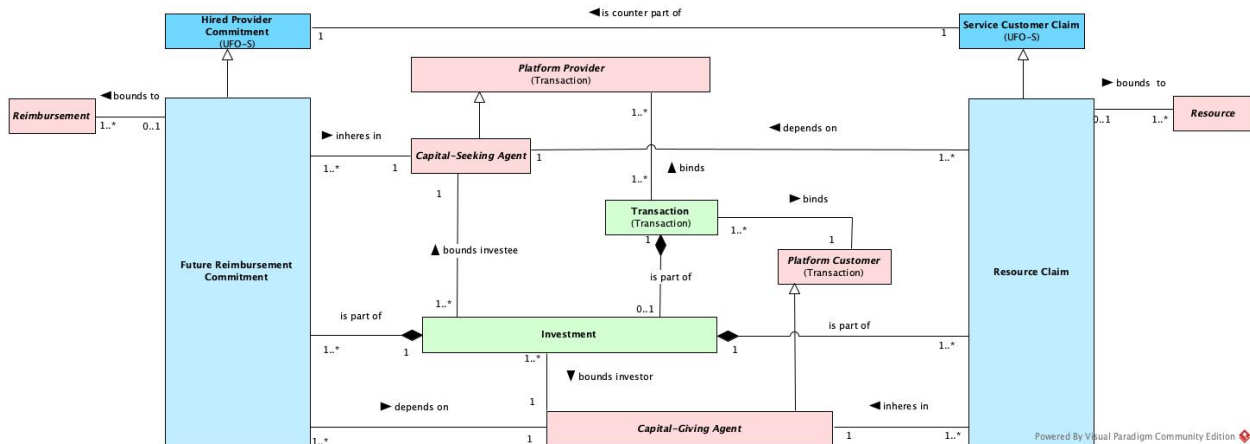 ◄ is counter part of
Hired Provider
Commitment
(UFO-S)
1
1
Service Customer Claim
(UFO-S)
Platform Provider
(Transaction)
◄ bounds to
Reimbursement
1..*
0..1
► bounds to
Resource
0..1
1..*
1..*
► inheres in
1..*
1
Capital-Seeking Agent
1
◄ depends on
1..*
1
▲ binds
1..*
Transaction
(Transaction)
► binds
1..*
1
1
Platform Customer
(Transaction)
▲ bounds investee
Future Reimbursement
Commitment
Resource Claim
is part of
1..*
0..1
is part of
1..*
1
Investment
1
is part of
1..*
1..*
▼ bounds investor
1
► depends on
1..*
1
Capital-Giving Agent
1
◄ inheres in
1..*
Powered By Visual Paradigm Community Edition